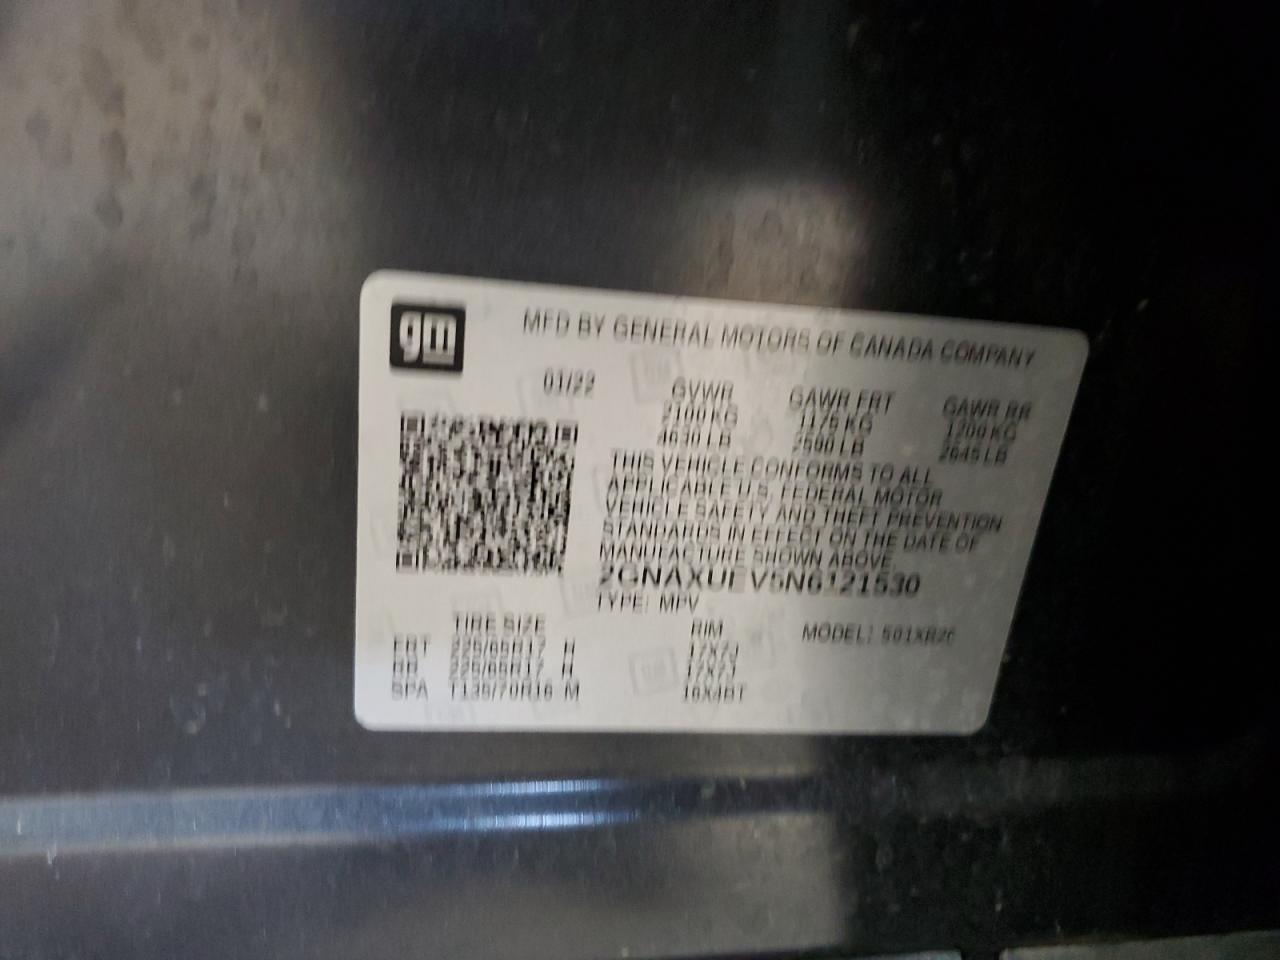 gm
MFD BY GENERAL MOTORS OF CANADA COMPANY
01/22 GVWR GAWR FRT GAWR RR
2100 KG 1175 KG 1200 KG
4630 LB 2590 LB 2645 LB
THIS VEHICLE CONFORMS TO ALL
APPLICABLE U.S. FEDERAL MOTOR
VEHICLE SAFETY AND THEFT PREVENTION
STANDARDS IN EFFECT ON THE DATE OF
MANUFACTURE SHOWN ABOVE
2GNAXUEV5N6121530
TYPE: MPV
TIRE SIZE RIM MODEL:
FRT 225/65R17 H 17X7J
RR 225/65R17 H 17X7J
SPA T135/70R16 M 16X4BT